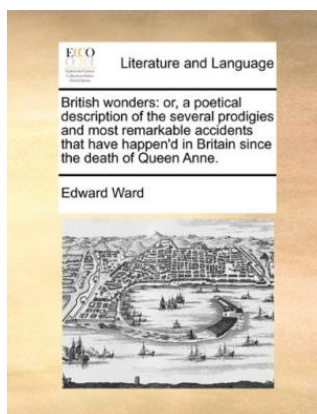 ECCO
Literature and Language
British wonders: or, a poetical
description of the several prodigies
and most remarkable accidents
that have happen'd in Britain since
the death of Queen Anne.
Edward Ward